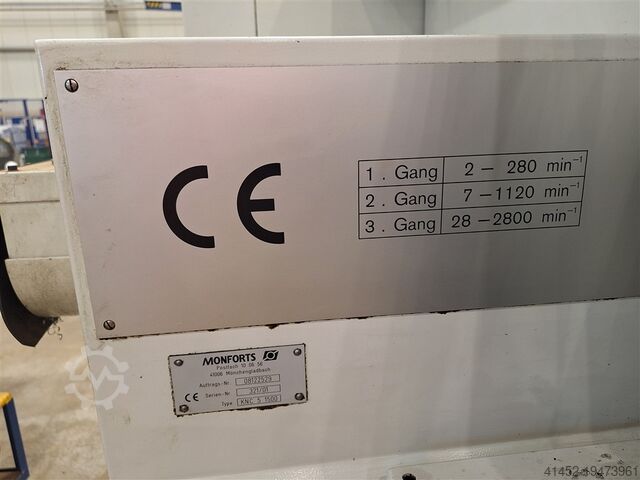 CE
1 . Gang 2 – 280 min⁻¹
2 . Gang 7 – 1120 min⁻¹
3 . Gang 28 – 2800 min⁻¹
MONFORTS
Postfach 10 06 56
41006 Mönchengladbach
Auftrags-Nr 08122529
CE Serien-Nr 321/01
Type KNC 5 1500
41452-19473961